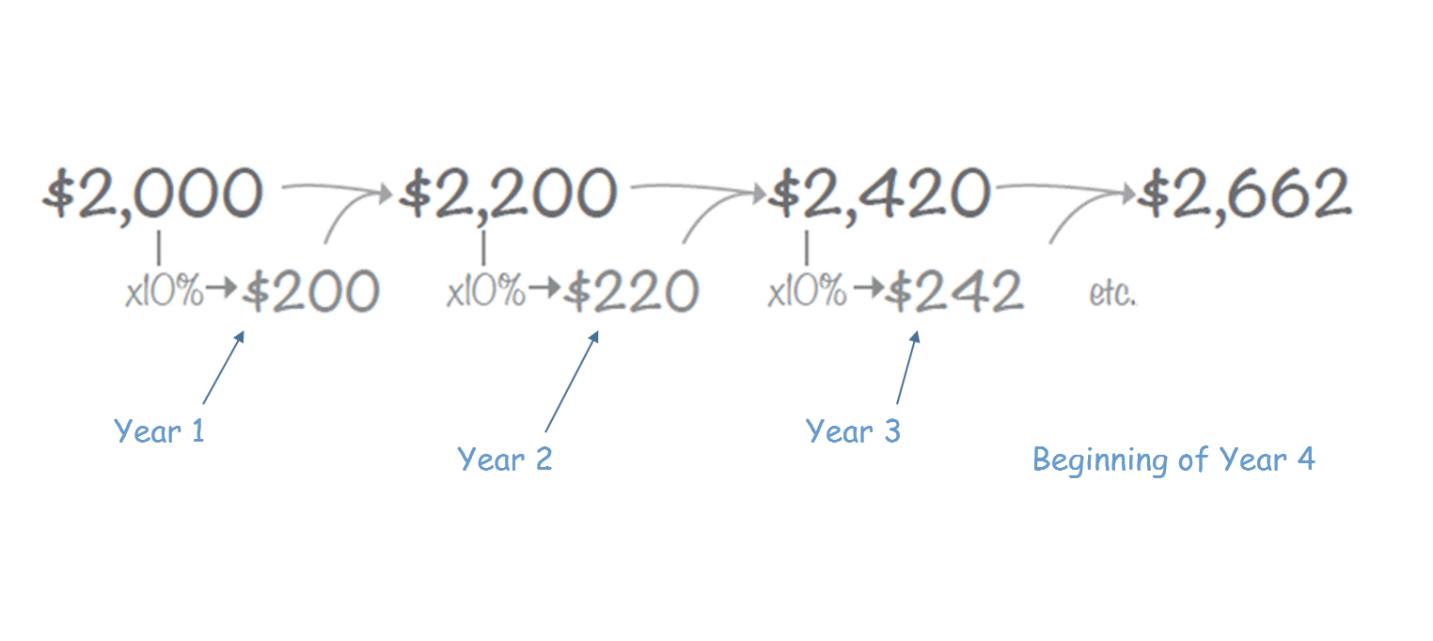 $2,000 $2,200 $2,420 $2,662
x10% $200 x10% $220 x10% $242 etc.
Year 1 Year 3
Year 2 Beginning of Year 4